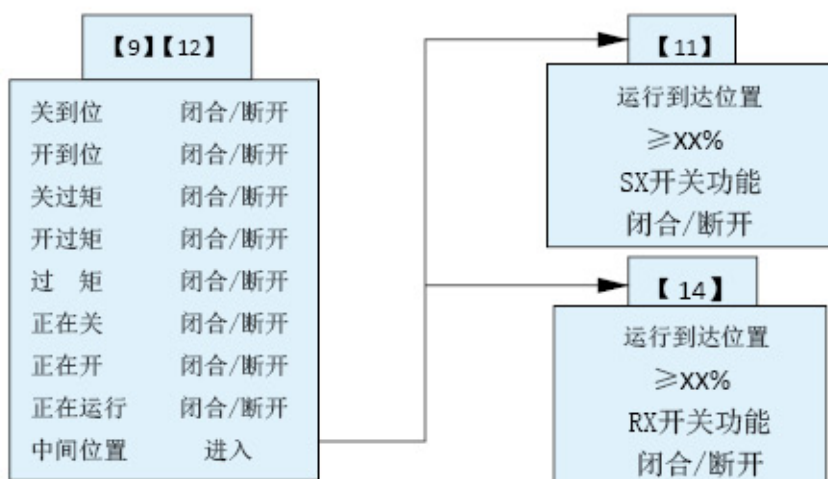 【9】【12】
关到位 闭合/断开
开到位 闭合/断开
关过矩 闭合/断开
开过矩 闭合/断开
过 矩 闭合/断开
正在关 闭合/断开
正在开 闭合/断开
正在运行 闭合/断开
中间位置 进入
【11】
运行到达位置
≥XX%
SX开关功能
闭合/断开
【14】
运行到达位置
≥XX%
RX开关功能
闭合/断开